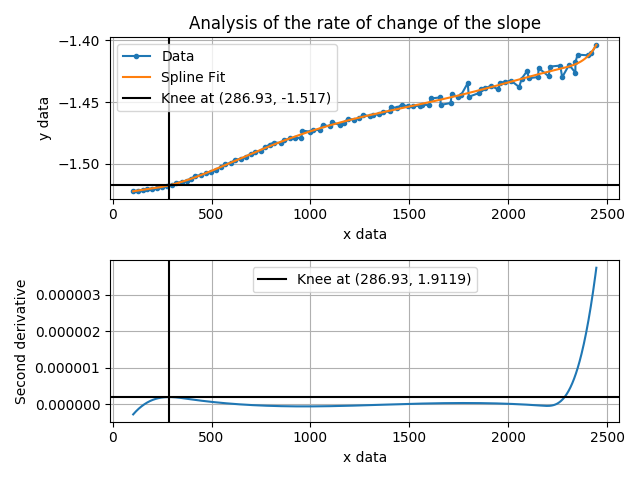 Analysis of the rate of change of the slope
−1.40
−1.45
−1.50
y data
Data
Spline Fit
Knee at (286.93, -1.517)
0 500 1000 1500 2000 2500
x data
0.000003
0.000002
0.000001
0.000000
Second derivative
Knee at (286.93, 1.9119)
0 500 1000 1500 2000 2500
x data